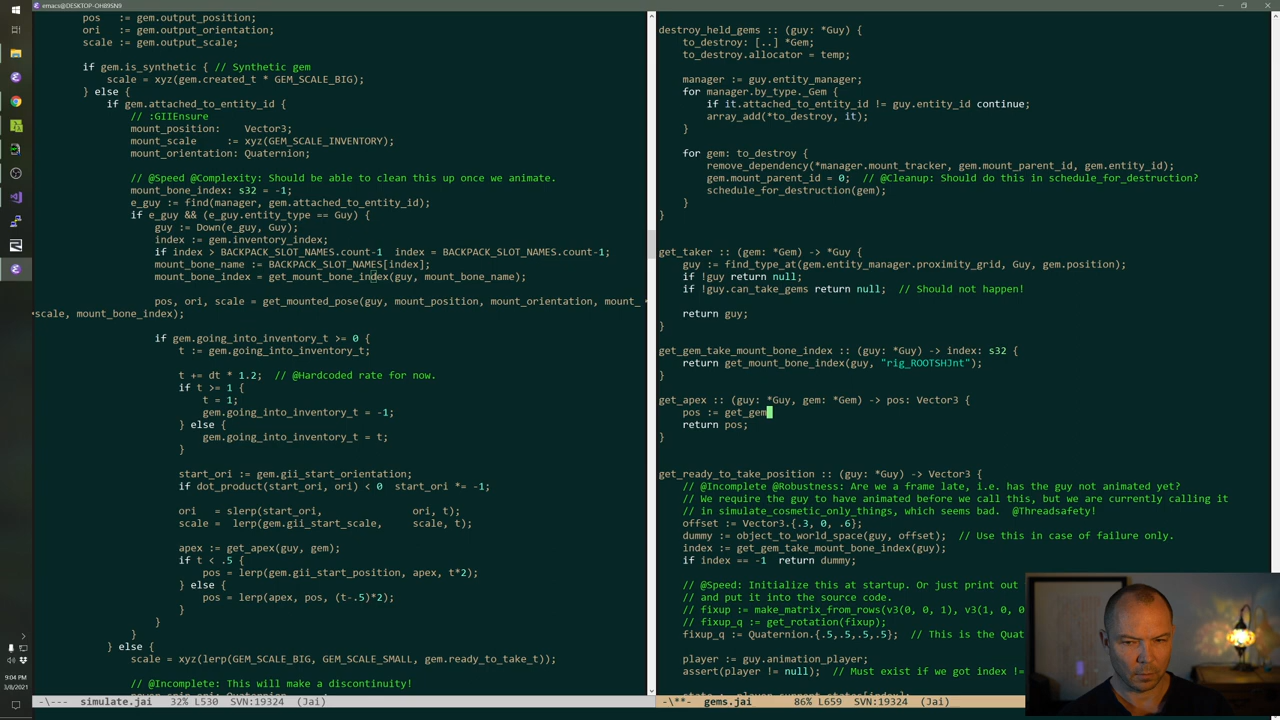 emacs@DESKTOP-OH89SN9
pos := gem.output_position;
ori := gem.output_orientation;
scale := gem.output_scale;
if gem.is_synthetic { // Synthetic gem
scale = xyz(gem.created_t * GEM_SCALE_BIG);
} else {
if gem.attached_to_entity_id {
// :GIIEnsure
mount_position: Vector3;
mount_scale := xyz(GEM_SCALE_INVENTORY);
mount_orientation: Quaternion;
// @Speed @Complexity: Should be able to clean this up once we animate.
mount_bone_index: s32 = -1;
e_guy := find(manager, gem.attached_to_entity_id);
if e_guy && (e_guy.entity_type == Guy) {
guy := Down(e_guy, Guy);
index := gem.inventory_index;
if index > BACKPACK_SLOT_NAMES.count-1 index = BACKPACK_SLOT_NAMES.count-1;
mount_bone_name := BACKPACK_SLOT_NAMES[index];
mount_bone_index = get_mount_bone_index(guy, mount_bone_name);
pos, ori, scale = get_mounted_pose(guy, mount_position, mount_orientation, mount_
scale, mount_bone_index);
if gem.going_into_inventory_t >= 0 {
t := gem.going_into_inventory_t;
t += dt * 1.2; // @Hardcoded rate for now.
if t >= 1 {
t = 1;
gem.going_into_inventory_t = -1;
} else {
gem.going_into_inventory_t = t;
}
start_ori := gem.gii_start_orientation;
if dot_product(start_ori, ori) < 0 start_ori *= -1;
ori = slerp(start_ori, ori, t);
scale = lerp(gem.gii_start_scale, scale, t);
apex := get_apex(guy, gem);
if t < .5 {
pos = lerp(gem.gii_start_position, apex, t*2);
} else {
pos = lerp(apex, pos, (t-.5)*2);
}
}
}
} else {
scale = xyz(lerp(GEM_SCALE_BIG, GEM_SCALE_SMALL, gem.ready_to_take_t));
// @Incomplete: This will make a discontinuity!
-\--- simulate.jai 32% L530 SVN:19324 (Jai)
destroy_held_gems :: (guy: *Guy) {
to_destroy: [..] *Gem;
to_destroy.allocator = temp;
manager := guy.entity_manager;
for manager.by_type._Gem {
if it.attached_to_entity_id != guy.entity_id continue;
array_add(*to_destroy, it);
}
for gem: to_destroy {
remove_dependency(*manager.mount_tracker, gem.mount_parent_id, gem.entity_id);
gem.mount_parent_id = 0; // @Cleanup: Should do this in schedule_for_destruction?
schedule_for_destruction(gem);
}
}
get_taker :: (gem: *Gem) -> *Guy {
guy := find_type_at(gem.entity_manager.proximity_grid, Guy, gem.position);
if !guy return null;
if !guy.can_take_gems return null; // Should not happen!
return guy;
}
get_gem_take_mount_bone_index :: (guy: *Guy) -> index: s32 {
return get_mount_bone_index(guy, "rig_ROOTSHJnt");
}
get_apex :: (guy: *Guy, gem: *Gem) -> pos: Vector3 {
pos := get_gem
return pos;
}
get_ready_to_take_position :: (guy: *Guy) -> Vector3 {
// @Incomplete @Robustness: Are we a frame late, i.e. has the guy not animated yet?
// We require the guy to have animated before we call this, but we are currently calling it
// in simulate_cosmetic_only_things, which seems bad. @Threadsafety!
offset := Vector3.{.3, 0, .6};
dummy := object_to_world_space(guy, offset); // Use this in case of failure only.
index := get_gem_take_mount_bone_index(guy);
if index == -1 return dummy;
// @Speed: Initialize this at startup. Or just print out
// and put it into the source code.
// fixup := make_matrix_from_rows(v3(0, 0, 1), v3(1, 0, 0
// fixup_q := get_rotation(fixup);
fixup_q := Quaternion.{.5,.5,.5,.5}; // This is the Quat
player := guy.animation_player;
assert(player != null); // Must exist if we got index !=
-\**- gems.jai 86% L659 SVN:19324 (Jai)
9:04 PM
3/8/2021